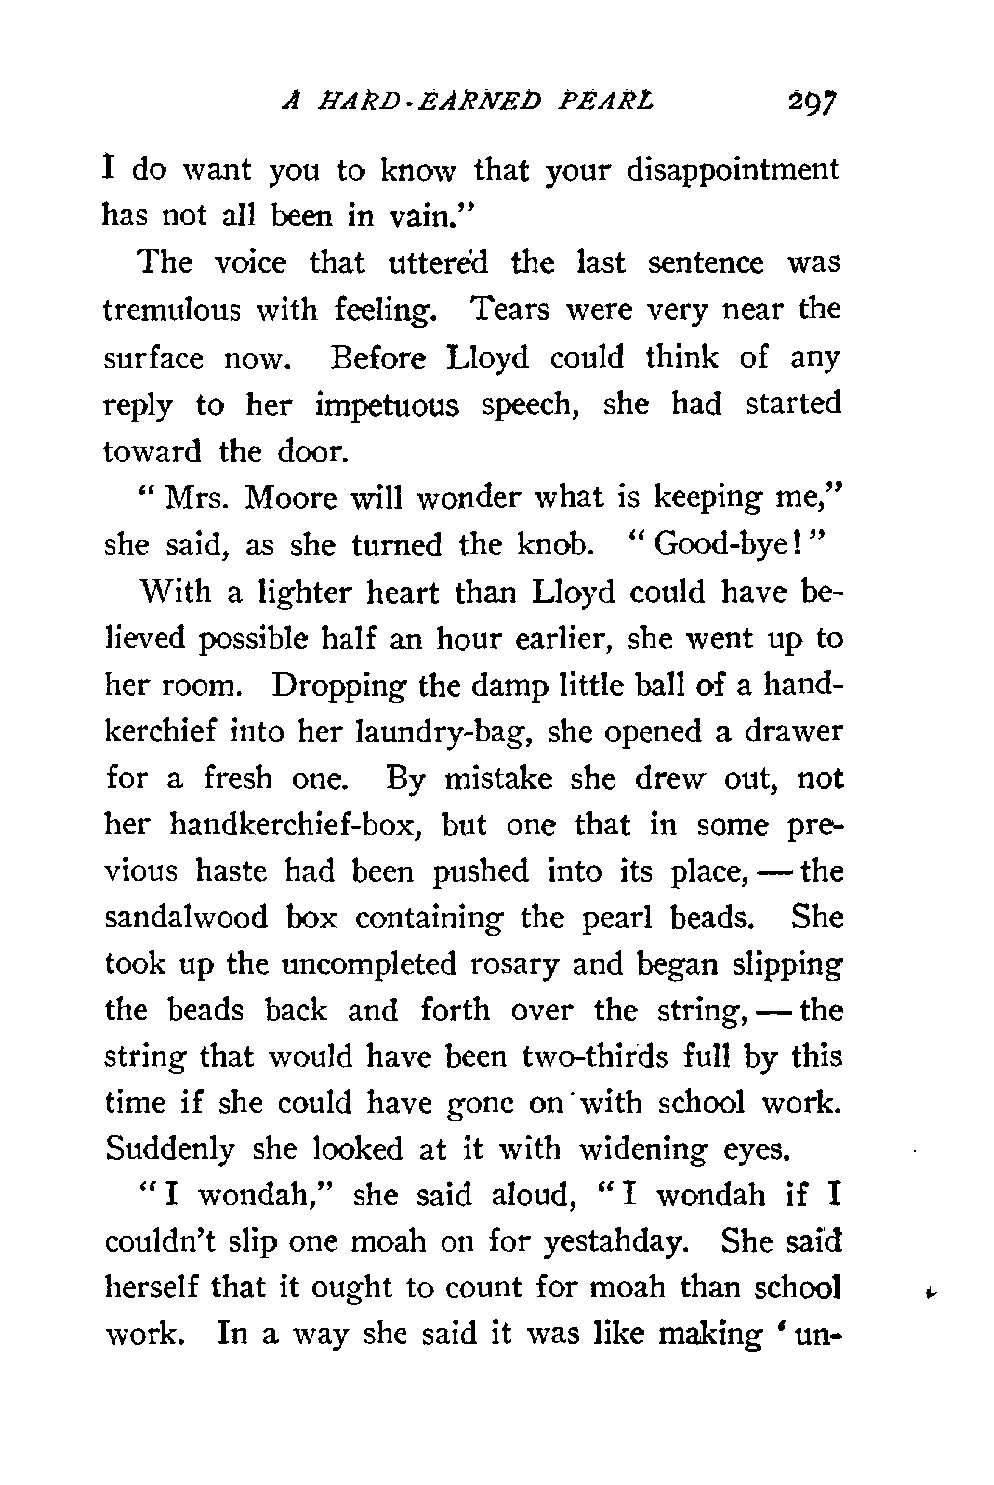 A HARD-EARNED PEARL 297
I do want you to know that your disappointment
has not all been in vain."
The voice that uttered the last sentence was
tremulous with feeling. Tears were very near the
surface now. Before Lloyd could think of any
reply to her impetuous speech, she had started
toward the door.
" Mrs. Moore will wonder what is keeping me,"
she said, as she turned the knob. " Good-bye! "
With a lighter heart than Lloyd could have be-
lieved possible half an hour earlier, she went up to
her room. Dropping the damp little ball of a hand-
kerchief into her laundry-bag, she opened a drawer
for a fresh one. By mistake she drew out, not
her handkerchief-box, but one that in some pre-
vious haste had been pushed into its place, — the
sandalwood box containing the pearl beads. She
took up the uncompleted rosary and began slipping
the beads back and forth over the string, — the
string that would have been two-thirds full by this
time if she could have gone on with school work.
Suddenly she looked at it with widening eyes.
" I wondah," she said aloud, " I wondah if I
couldn't slip one moah on for yestahday. She said
herself that it ought to count for moah than school
work. In a way she said it was like making ' un-